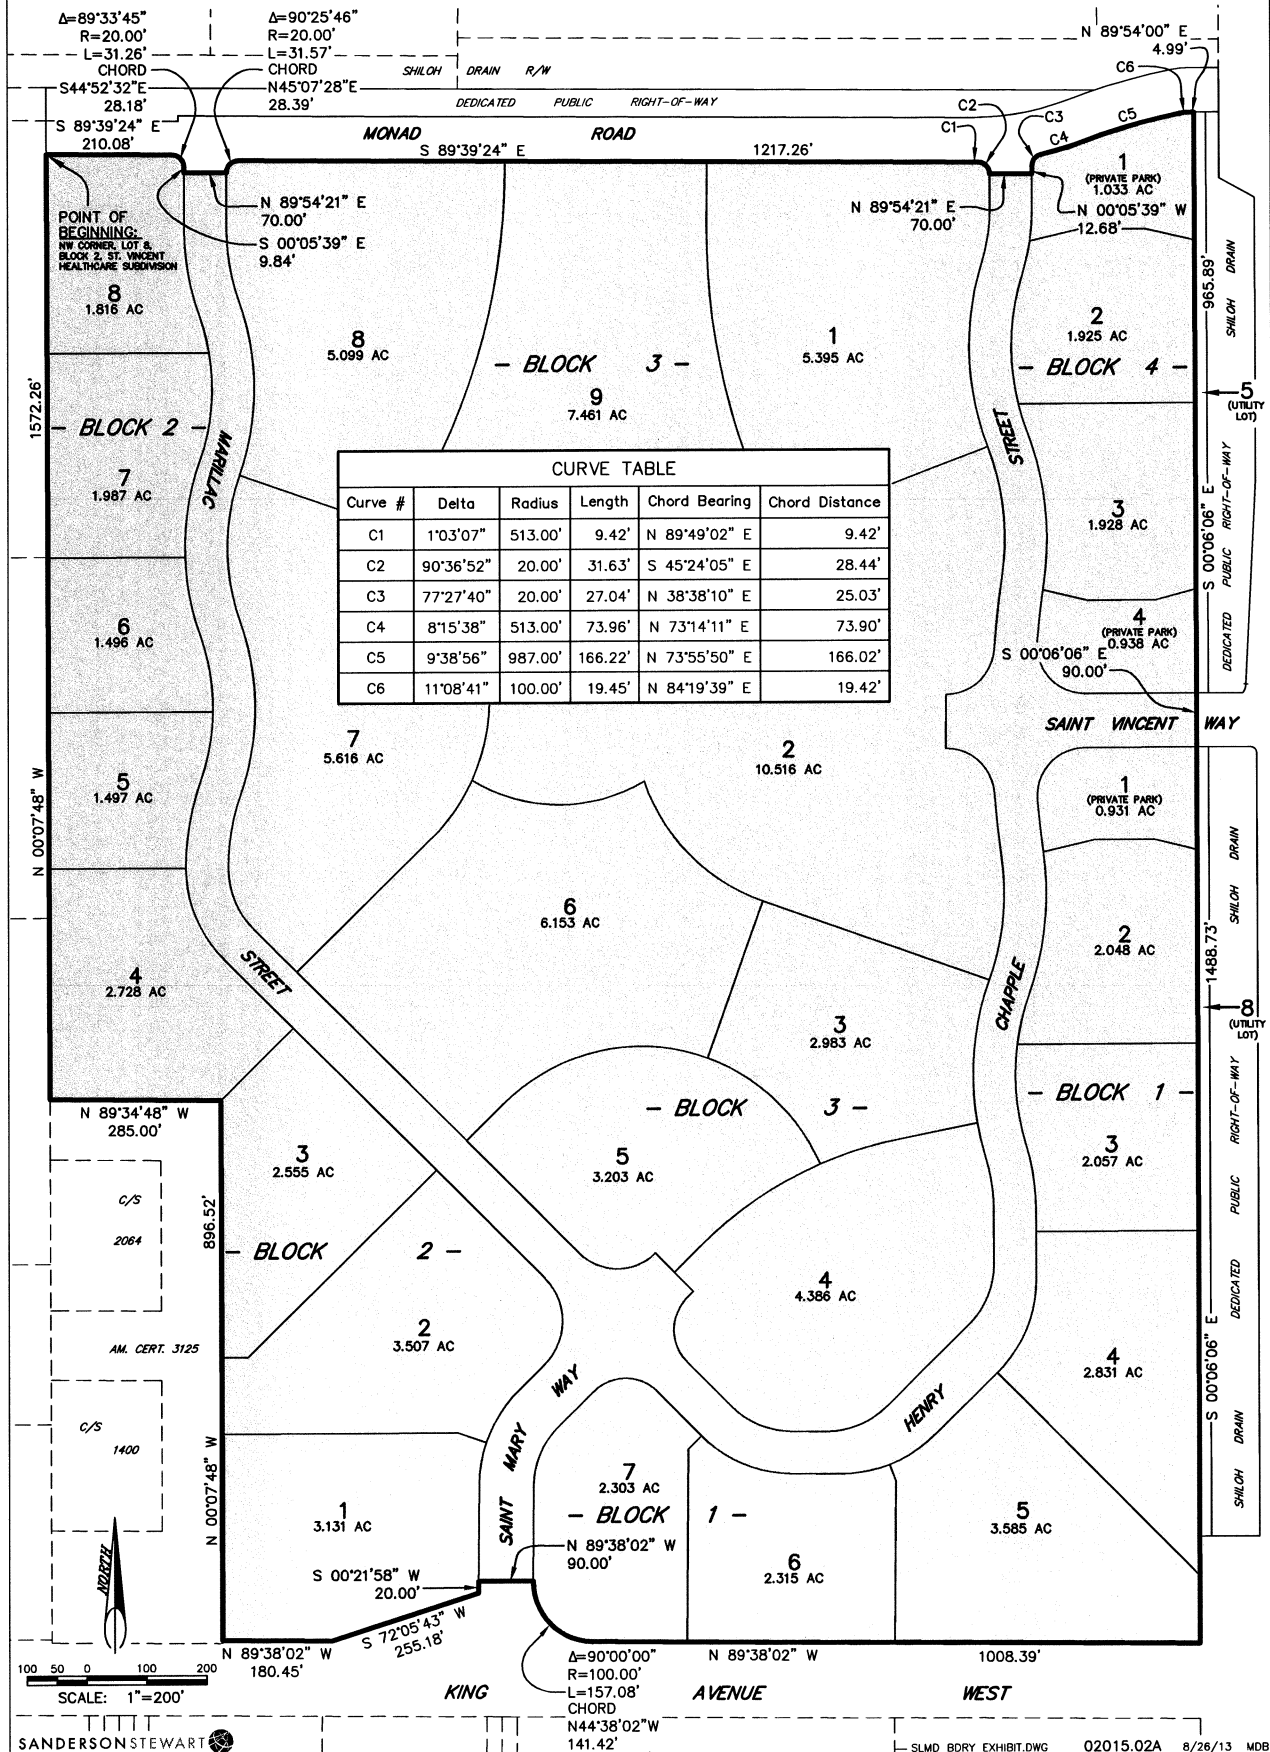 Δ=89°33'45"
R=20.00'
L=31.26'
CHORD
S44°52'32"E
28.18'
Δ=90°25'46"
R=20.00'
L=31.57'
CHORD
N45°07'28"E
28.39'
N 89°54'00" E
4.99'
C6
SHILOH DRAIN R/W
DEDICATED PUBLIC RIGHT-OF-WAY
S 89°39'24" E
210.08'
MONAD ROAD
S 89°39'24" E 1217.26'
C1
C2
C3
C4
C5
POINT OF
BEGINNING:
NW CORNER, LOT 8,
BLOCK 2, ST. VINCENT
HEALTHCARE SUBDIVISION
N 89°54'21" E
70.00'
S 00°05'39" E
9.84'
N 89°54'21" E
70.00'
1
(PRIVATE PARK)
1.033 AC
N 00°05'39" W
12.68'
8
1.816 AC
8
5.099 AC
- BLOCK 3 -
9
7.461 AC
1
5.395 AC
2
1.925 AC
- BLOCK 4 -
965.89'
SHILOH DRAIN
5
(UTILITY
LOT)
1572.26'
- BLOCK 2 -
7
1.987 AC
MARILLAC
STREET
3
1.928 AC
S 00°06'06" E
DEDICATED PUBLIC RIGHT-OF-WAY
CURVE TABLE
Curve # Delta Radius Length Chord Bearing Chord Distance
C1 1°03'07" 513.00' 9.42' N 89°49'02" E 9.42'
C2 90°36'52" 20.00' 31.63' S 45°24'05" E 28.44'
C3 77°27'40" 20.00' 27.04' N 38°38'10" E 25.03'
C4 8°15'38" 513.00' 73.96' N 73°14'11" E 73.90'
C5 9°38'56" 987.00' 166.22' N 73°55'50" E 166.02'
C6 11°08'41" 100.00' 19.45' N 84°19'39" E 19.42'
6
1.496 AC
4
(PRIVATE PARK)
0.938 AC
S 00°06'06" E
90.00'
SAINT VINCENT WAY
5
1.497 AC
7
5.616 AC
2
10.516 AC
1
(PRIVATE PARK)
0.931 AC
N 00°07'48" W
6
6.153 AC
2
2.048 AC
SHILOH DRAIN
1488.73'
4
2.728 AC
STREET
CHAPPLE
3
2.983 AC
8
(UTILITY
LOT)
N 89°34'48" W
285.00'
- BLOCK 3 -
- BLOCK 1 -
3
2.057 AC
DEDICATED PUBLIC RIGHT-OF-WAY
3
2.555 AC
5
3.203 AC
C/S
2064
896.52'
- BLOCK 2 -
4
4.386 AC
AM. CERT. 3125
2
3.507 AC
4
2.831 AC
S 00°06'06" E
WAY
HENRY
C/S
1400
N 00°07'48" W
SAINT MARY
7
2.303 AC
- BLOCK 1 -
SHILOH DRAIN
1
3.131 AC
5
3.585 AC
N 89°38'02" W
90.00'
6
2.315 AC
S 00°21'58" W
20.00'
NORTH
S 72°05'43" W
255.18'
N 89°38'02" W
180.45'
Δ=90°00'00"
R=100.00'
L=157.08'
CHORD
N44°38'02"W
141.42'
N 89°38'02" W 1008.39'
100 50 0 100 200
SCALE: 1"=200'
KING AVENUE WEST
SANDERSON STEWART
SLMD BDRY EXHIBIT.DWG 02015.02A 8/26/13 MDB